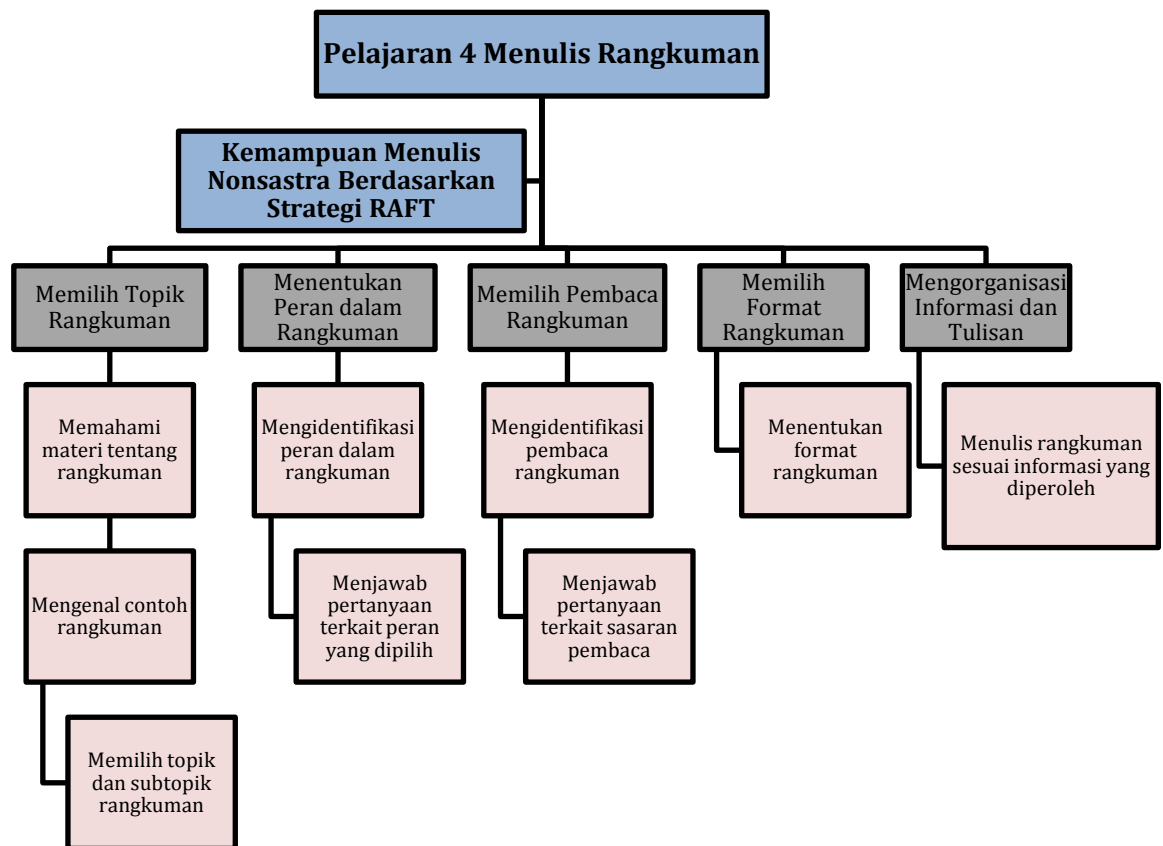 Pelajaran 4 Menulis Rangkuman
Kemampuan Menulis
Nonsastra Berdasarkan
Strategi RAFT
Memilih Topik
Rangkuman
Menentukan
Peran dalam
Rangkuman
Memilih Pembaca
Rangkuman
Memilih
Format
Rangkuman
Mengorganisasi
Informasi dan
Tulisan
Memahami
materi tentang
rangkuman
Mengidentifikasi
peran dalam
rangkuman
Mengidentifikasi
pembaca
rangkuman
Menentukan
format
rangkuman
Menulis rangkuman
sesuai informasi yang
diperoleh
Mengenal contoh
rangkuman
Menjawab
pertanyaan
terkait peran
yang dipilih
Menjawab
pertanyaan
terkait sasaran
pembaca
Memilih topik
dan subtopik
rangkuman